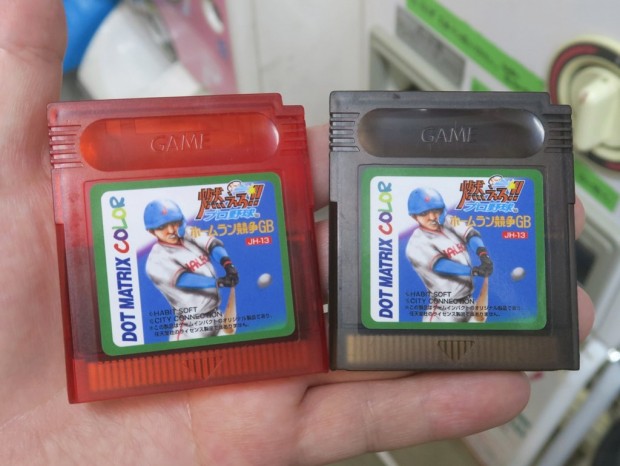 GAME
DOT MATRIX COLOR
燃えろ!!
プロ野球
ホームラン競争GB
JH-13
©HABIT SOFT
©CITY CONNECTION
GAME
DOT MATRIX COLOR
燃えろ!!
プロ野球
ホームラン競争GB
JH-13
©HABIT SOFT
©CITY CONNECTION